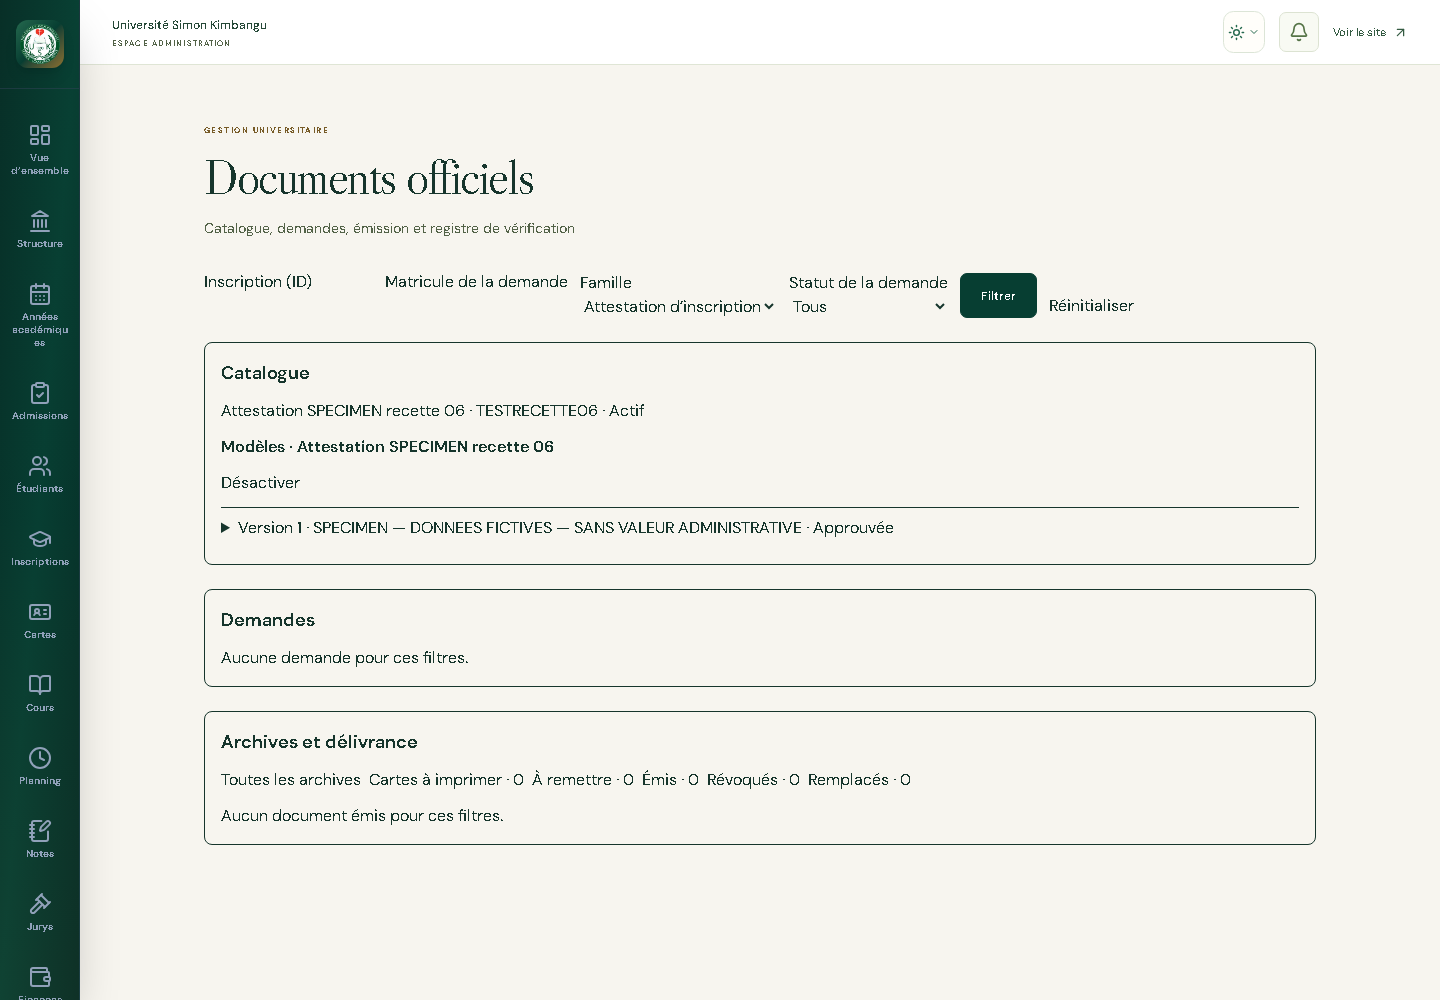 Université Simon Kimbangu
ESPACE ADMINISTRATION
Voir le site
Vue
d'ensemble
Structure
Années
académiqu
es
Admissions
Étudiants
Inscriptions
Cartes
Cours
Planning
Notes
Jurys
Finances
GESTION UNIVERSITAIRE
Documents officiels
Catalogue, demandes, émission et registre de vérification
Inscription (ID)
Matricule de la demande
Famille
Attestation d'inscription
Statut de la demande
Tous
Filtrer
Réinitialiser
Catalogue
Attestation SPECIMEN recette 06 · TESTRECETTE06 · Actif
Modèles · Attestation SPECIMEN recette 06
Désactiver
Version 1 · SPECIMEN — DONNEES FICTIVES — SANS VALEUR ADMINISTRATIVE · Approuvée
Demandes
Aucune demande pour ces filtres.
Archives et délivrance
Toutes les archives Cartes à imprimer · 0 À remettre · 0 Émis · 0 Révoqués · 0 Remplacés · 0
Aucun document émis pour ces filtres.